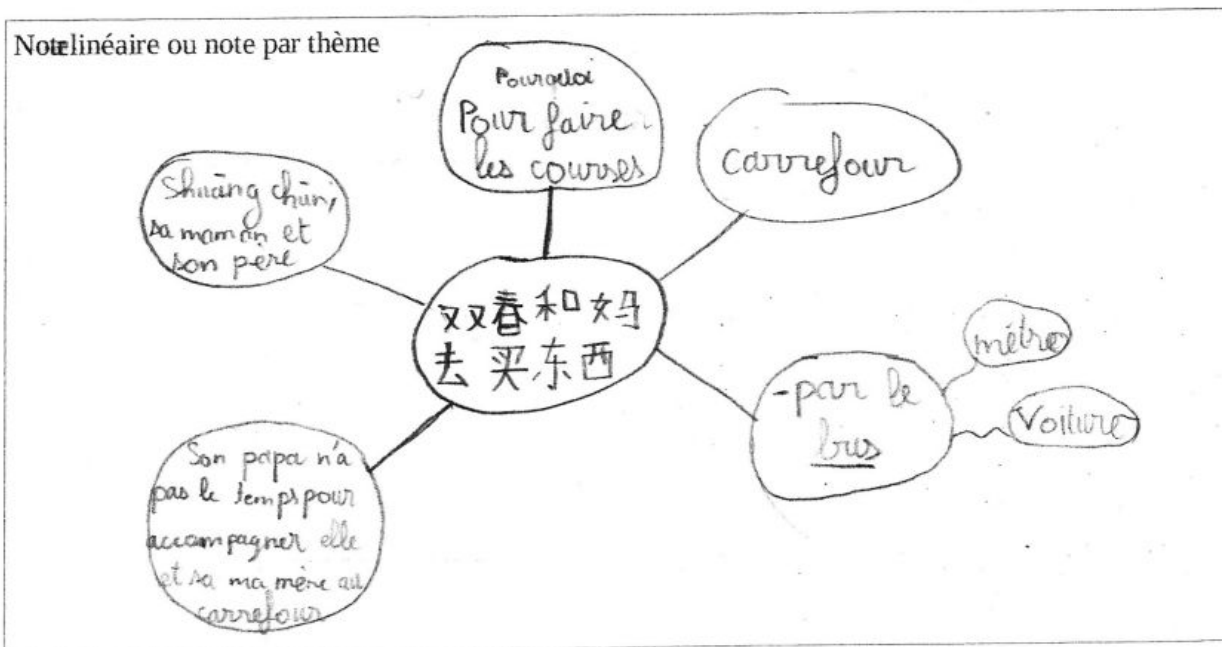 Note linéaire ou note par thème
Pourquoi
Pour faire
les courses
carrefour
Shuāng chūn,
sa maman et
son père
双春和妈
去买东西
métro
-par le
bus
Voiture
Son papa n'a
pas le temps pour
accompagner elle
et sa ma mère au
carrefour